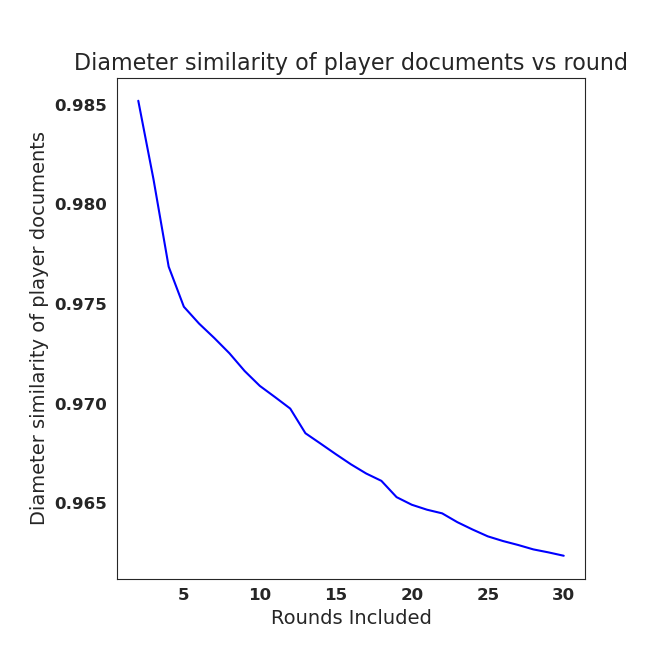 Diameter similarity of player documents vs round
Diameter similarity of player documents
0.985
0.980
0.975
0.970
0.965
5 10 15 20 25 30
Rounds Included